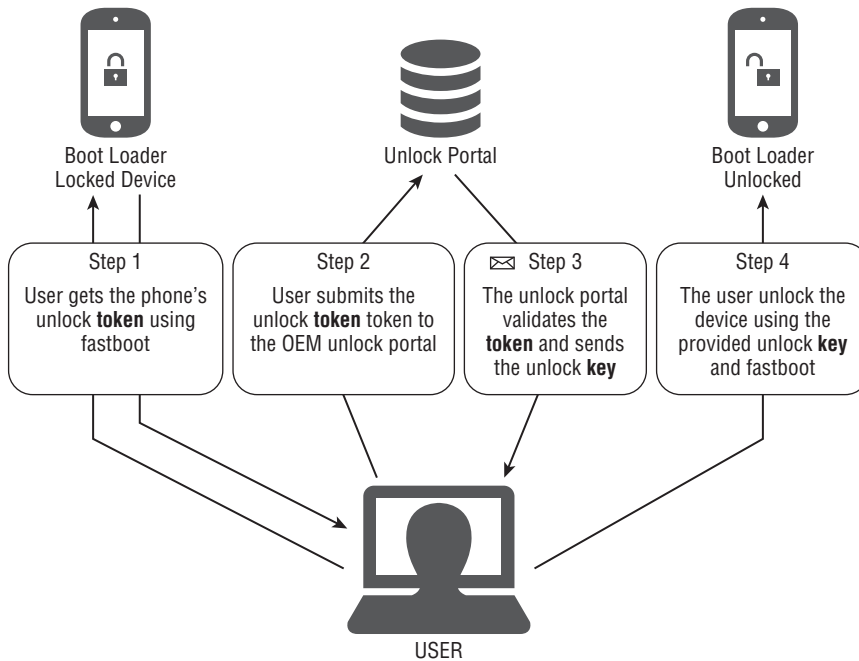 Boot Loader
Locked Device
Unlock Portal
Boot Loader
Unlocked
Step 1
User gets the phone's
unlock token using
fastboot
Step 2
User submits the
unlock token token to
the OEM unlock portal
Step 3
The unlock portal
validates the
token and sends
the unlock key
Step 4
The user unlock the
device using the
provided unlock key
and fastboot
USER